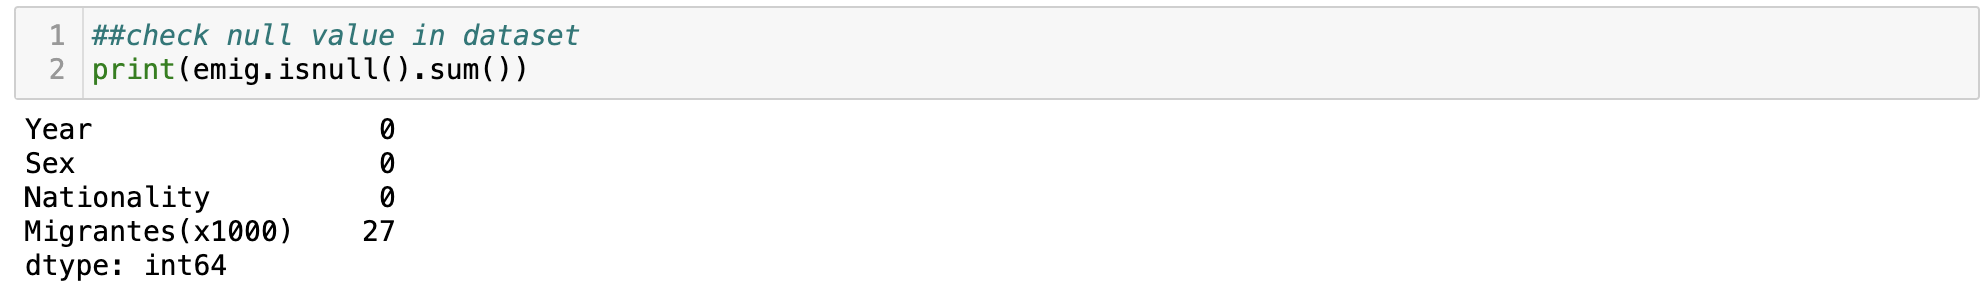 1 ##check null value in dataset
2 print(emig.isnull().sum())
Year 0
Sex 0
Nationality 0
Migrantes(x1000) 27
dtype: int64